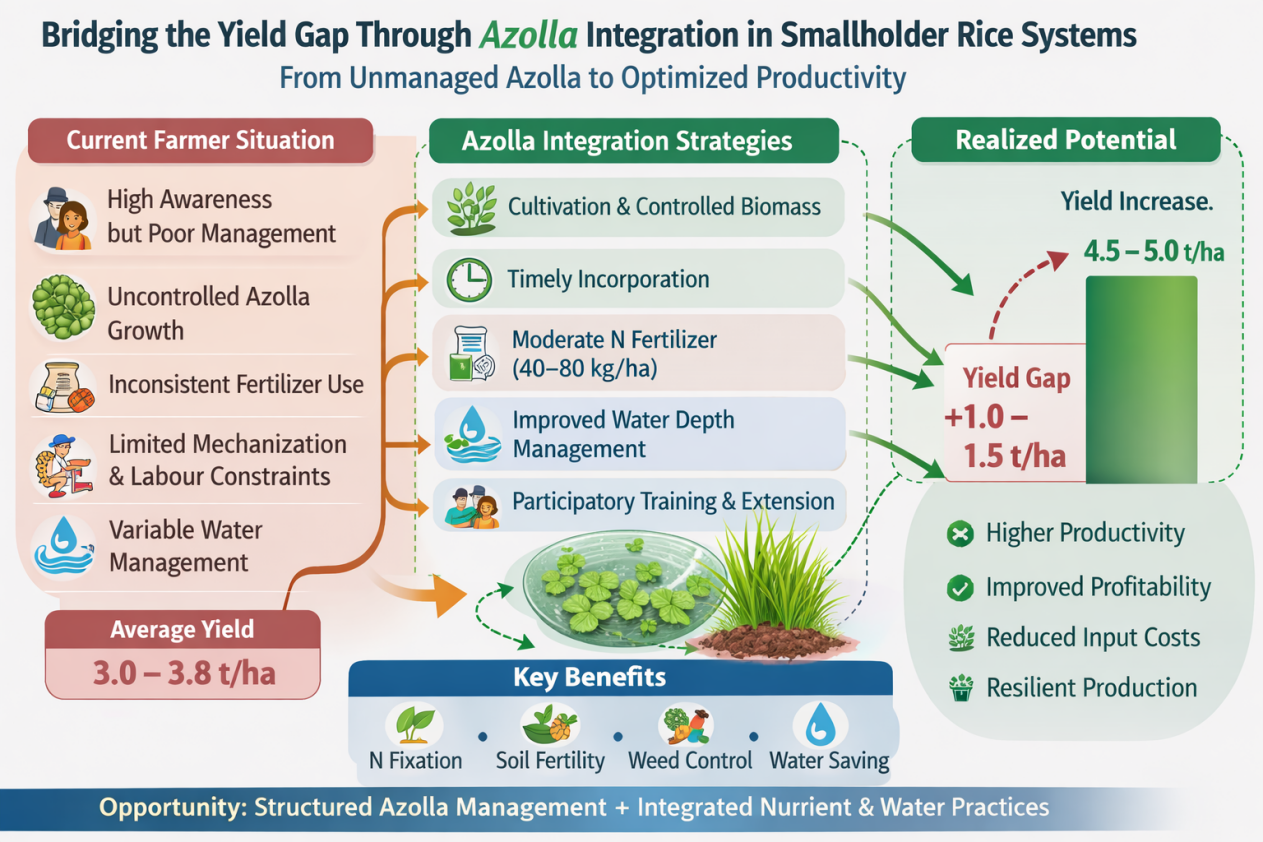 Bridging the Yield Gap Through Azolla Integration in Smallholder Rice Systems
From Unmanaged Azolla to Optimized Productivity
Current Farmer Situation
High Awareness
but Poor Management
Uncontrolled Azolla
Growth
Inconsistent Fertilizer Use
Limited Mechanization
& Labour Constraints
Variable Water
Management
Average Yield
3.0 – 3.8 t/ha
Azolla Integration Strategies
Cultivation & Controlled Biomass
Timely Incorporation
Moderate N Fertilizer
(40–80 kg/ha)
Improved Water Depth
Management
Participatory Training & Extension
Key Benefits
N Fixation • Soil Fertility • Weed Control • Water Saving
Realized Potential
Yield Increase.
4.5 – 5.0 t/ha
Yield Gap
+1.0 –
1.5 t/ha
Higher Productivity
Improved Profitability
Reduced Input Costs
Resilient Production
Opportunity: Structured Azolla Management + Integrated Nurrient & Water Practices